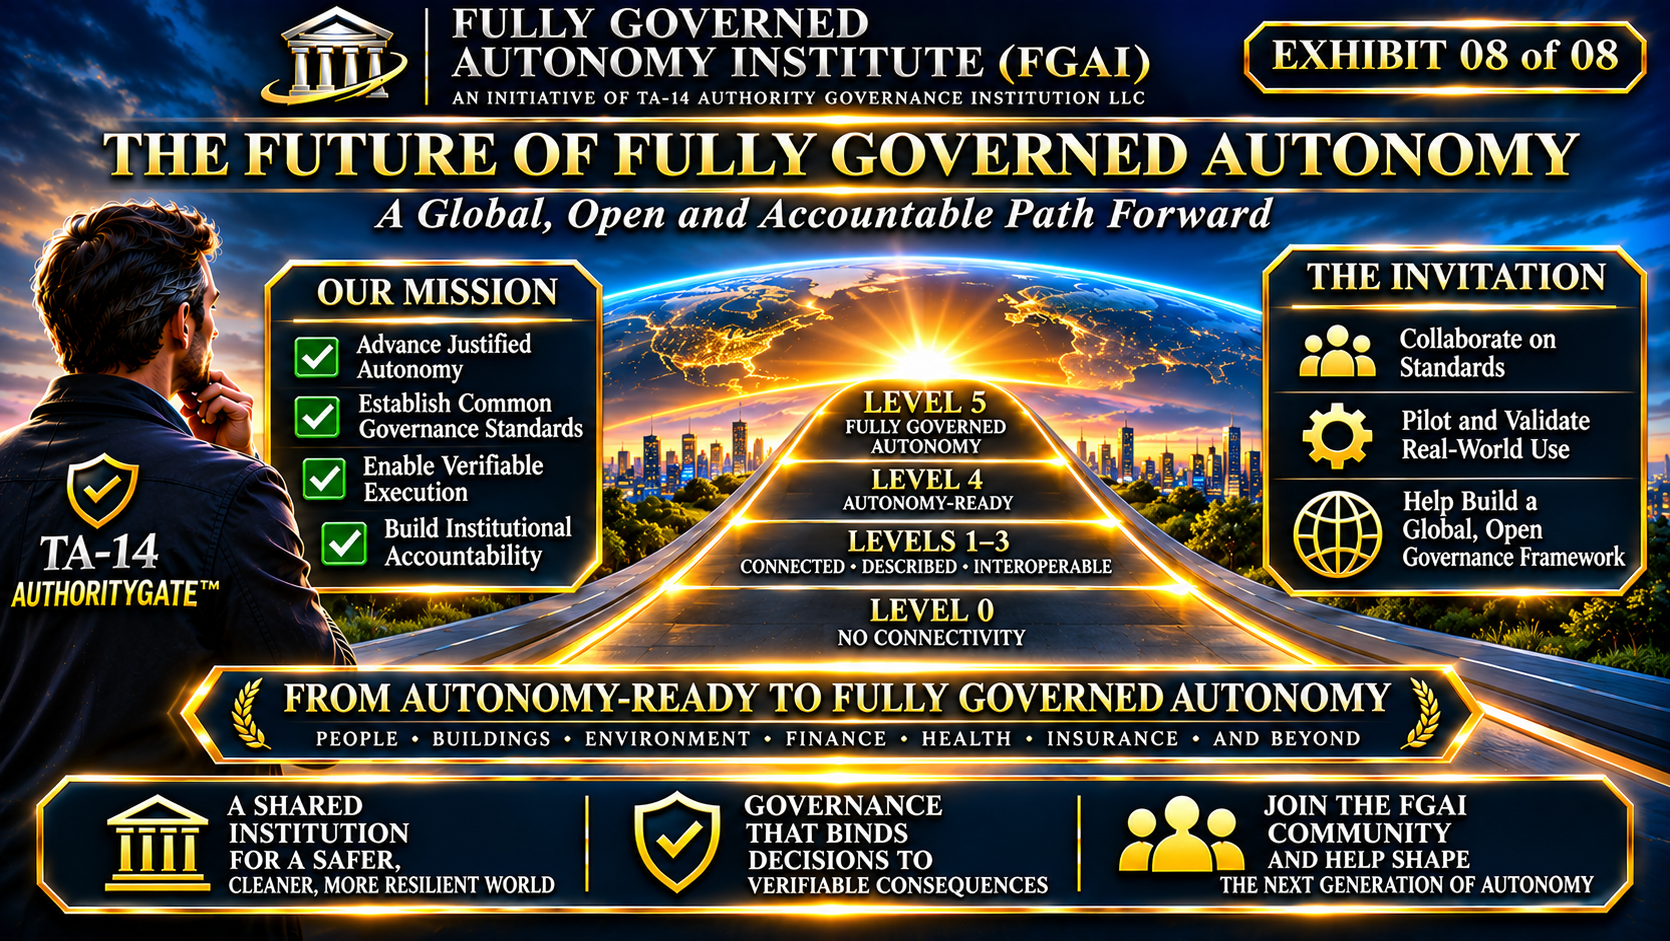 FULLY GOVERNED
AUTONOMY INSTITUTE (FGAI)
AN INITIATIVE OF TA-14 AUTHORITY GOVERNANCE INSTITUTION LLC
EXHIBIT 08 of 08
THE FUTURE OF FULLY GOVERNED AUTONOMY
A Global, Open and Accountable Path Forward
OUR MISSION
Advance Justified
Autonomy
Establish Common
Governance Standards
Enable Verifiable
Execution
Build Institutional
Accountability
TA-14
AUTHORITYGATE™
LEVEL 5
FULLY GOVERNED
AUTONOMY
LEVEL 4
AUTONOMY-READY
LEVELS 1–3
CONNECTED • DESCRIBED • INTEROPERABLE
LEVEL 0
NO CONNECTIVITY
THE INVITATION
Collaborate on
Standards
Pilot and Validate
Real-World Use
Help Build a
Global, Open
Governance Framework
FROM AUTONOMY-READY TO FULLY GOVERNED AUTONOMY
PEOPLE • BUILDINGS • ENVIRONMENT • FINANCE • HEALTH • INSURANCE • AND BEYOND
A SHARED
INSTITUTION
FOR A SAFER,
CLEANER, MORE RESILIENT WORLD
GOVERNANCE
THAT BINDS
DECISIONS TO
VERIFIABLE CONSEQUENCES
JOIN THE FGAI
COMMUNITY
AND HELP SHAPE
THE NEXT GENERATION OF AUTONOMY